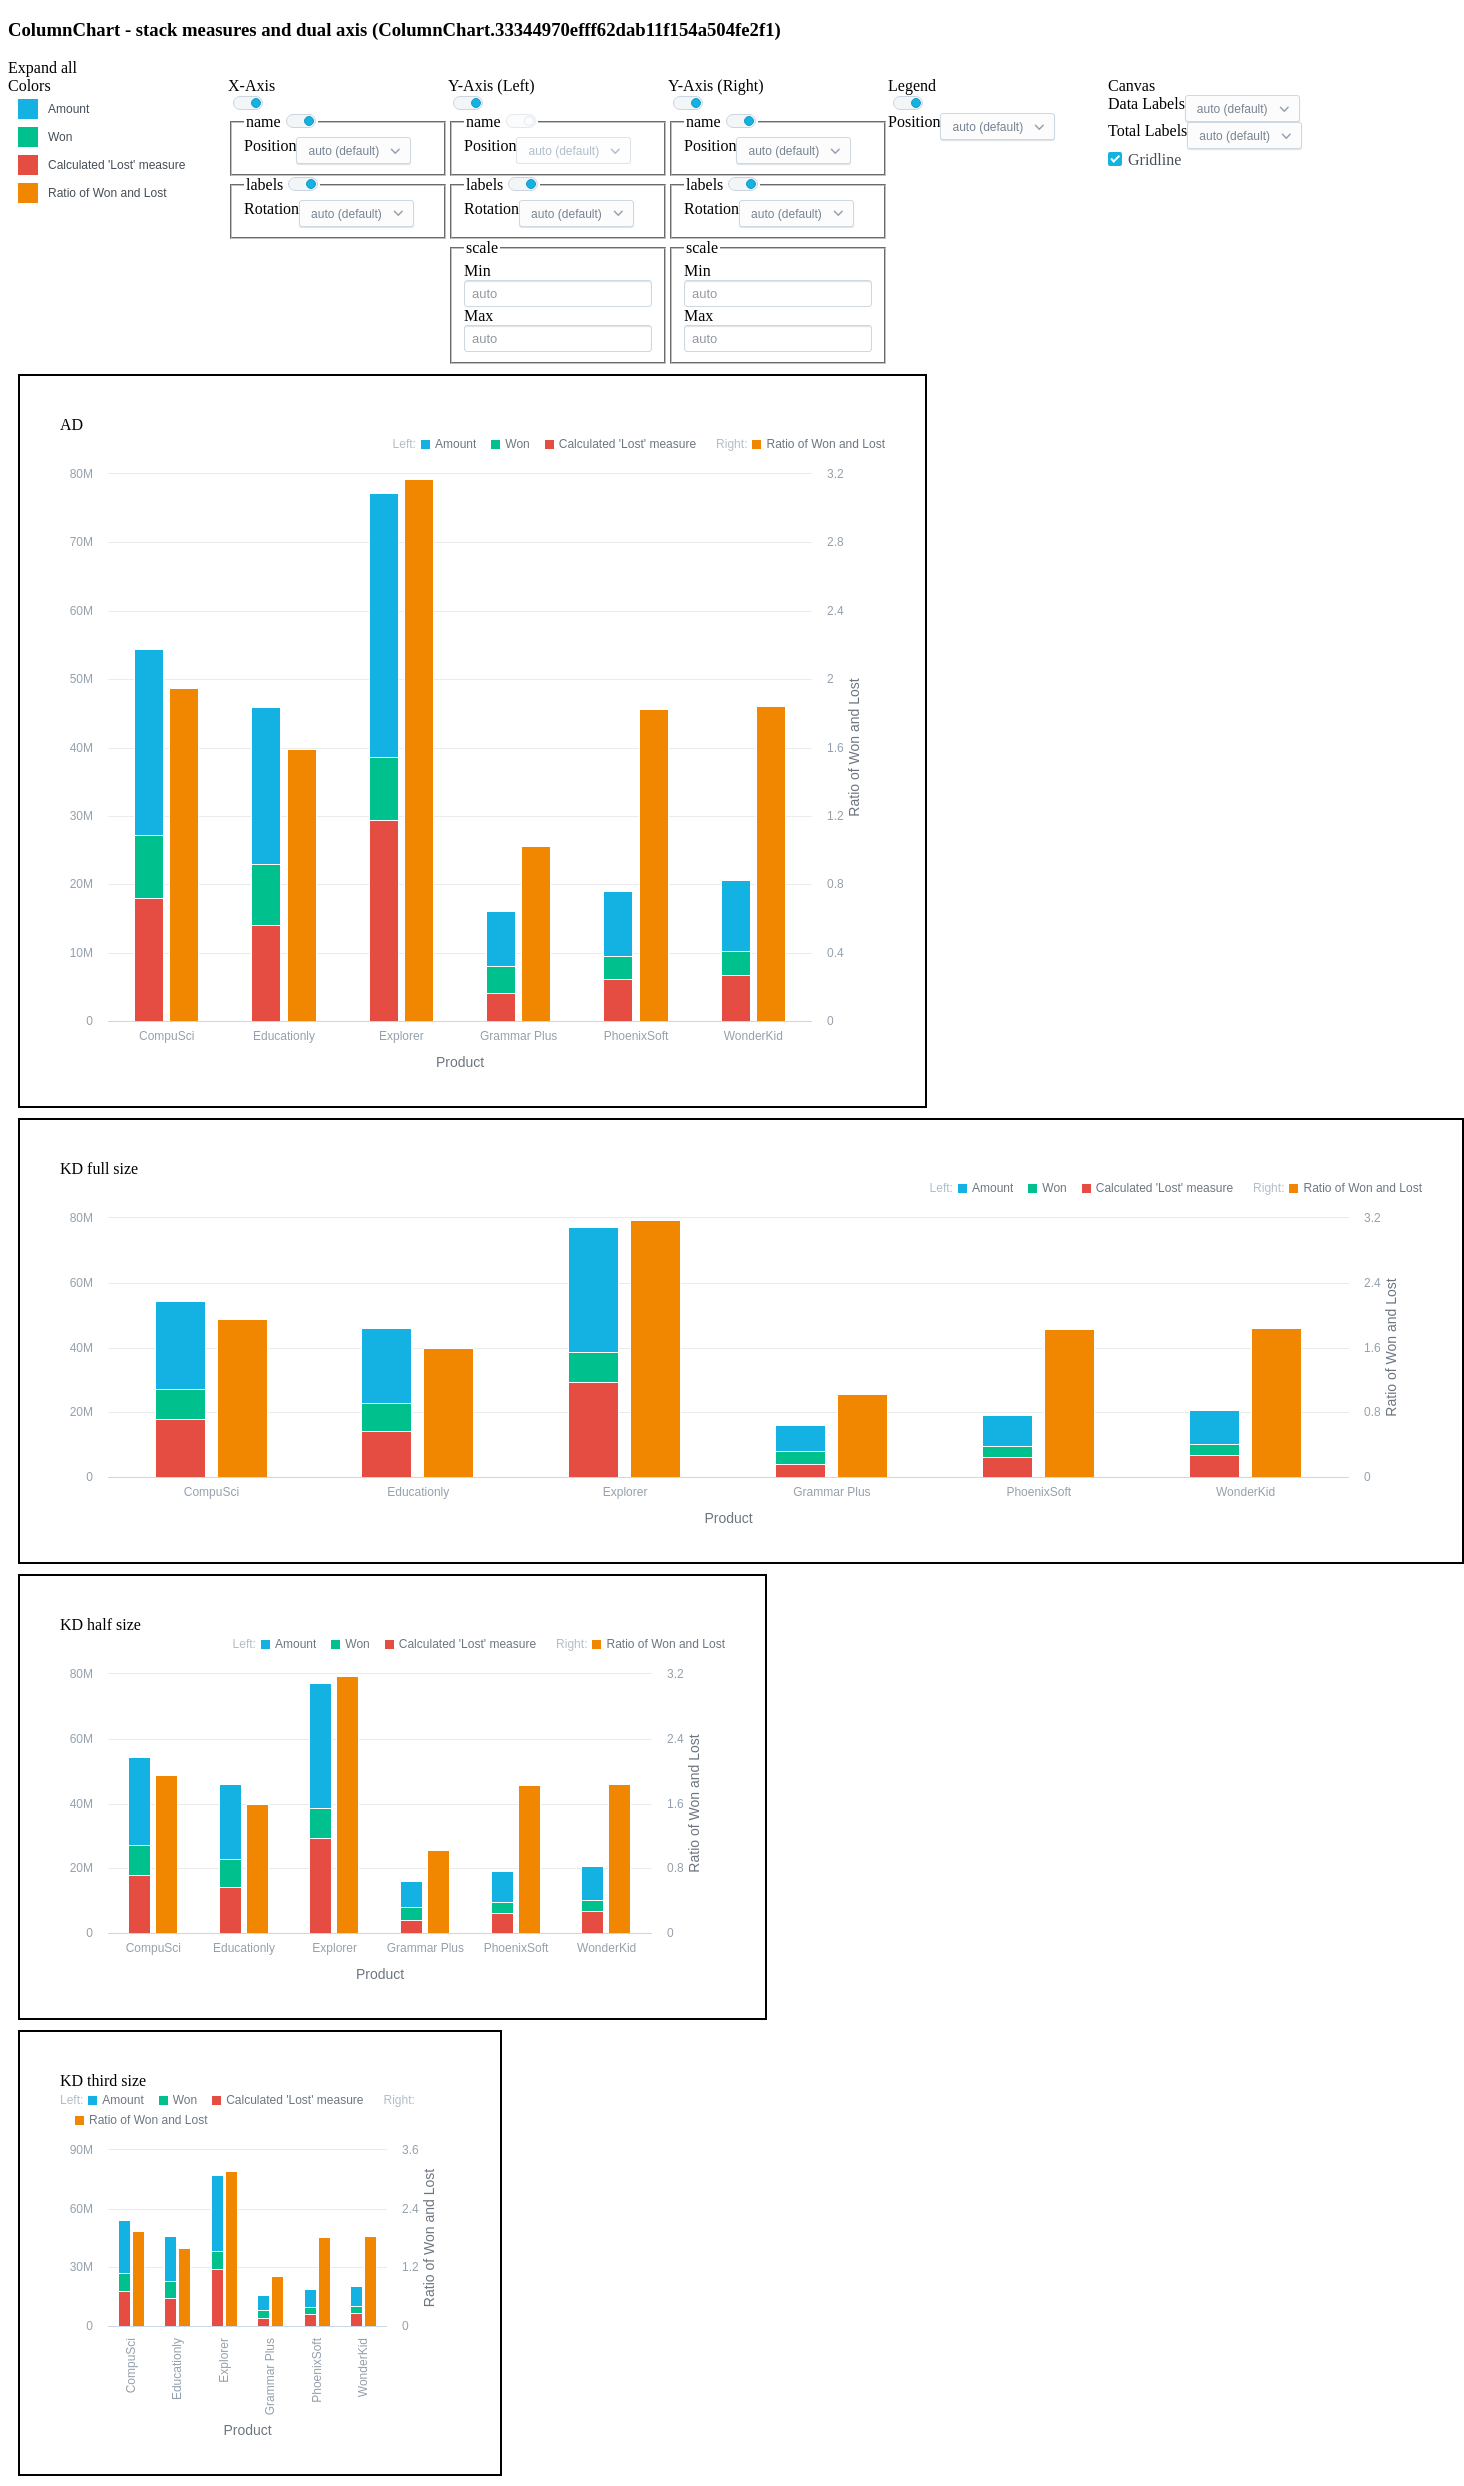 ColumnChart - stack measures and dual axis (ColumnChart.33344970efff62dab11f154a504fe2f1)
Expand all
Colors
Amount
Won
Calculated 'Lost' measure
Ratio of Won and Lost
X-Axis
name
Position auto (default)
labels
Rotation auto (default)
Y-Axis (Left)
name
Position auto (default)
labels
Rotation auto (default)
scale
Min
auto
Max
auto
Y-Axis (Right)
name
Position auto (default)
labels
Rotation auto (default)
scale
Min
auto
Max
auto
Legend
Position auto (default)
Canvas
Data Labels auto (default)
Total Labels auto (default)
Gridline
AD
Left: Amount Won Calculated 'Lost' measure Right: Ratio of Won and Lost
80M 3.2
70M 2.8
60M 2.4
50M 2
40M 1.6
30M 1.2
20M 0.8
10M 0.4
0 0
Ratio of Won and Lost
CompuSci Educationly Explorer Grammar Plus PhoenixSoft WonderKid
Product
KD full size
Left: Amount Won Calculated 'Lost' measure Right: Ratio of Won and Lost
80M 3.2
60M 2.4
40M 1.6
20M 0.8
0 0
Ratio of Won and Lost
CompuSci Educationly Explorer Grammar Plus PhoenixSoft WonderKid
Product
KD half size
Left: Amount Won Calculated 'Lost' measure Right: Ratio of Won and Lost
80M 3.2
60M 2.4
40M 1.6
20M 0.8
0 0
Ratio of Won and Lost
CompuSci Educationly Explorer Grammar Plus PhoenixSoft WonderKid
Product
KD third size
Left: Amount Won Calculated 'Lost' measure Right:
Ratio of Won and Lost
90M 3.6
60M 2.4
30M 1.2
0 0
Ratio of Won and Lost
CompuSci Educationly Explorer Grammar Plus PhoenixSoft WonderKid
Product